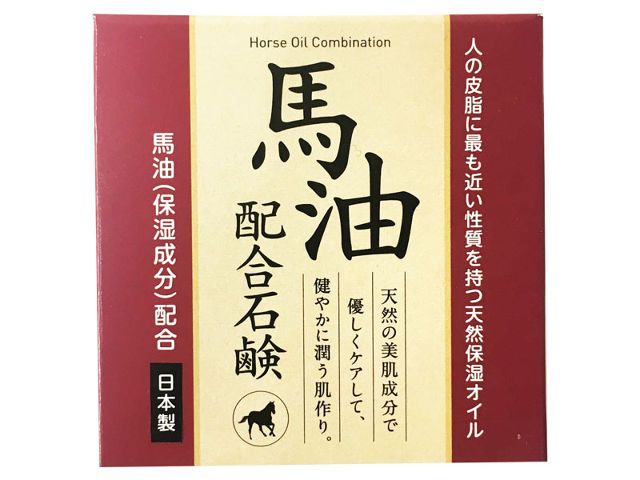 Horse Oil Combination
人の皮脂に最も近い性質を持つ天然保湿オイル
馬油
配合石鹸
天然の美肌成分で
優しくケアして、
健やかに潤う肌作り。
馬油(保湿成分)配合
日本製